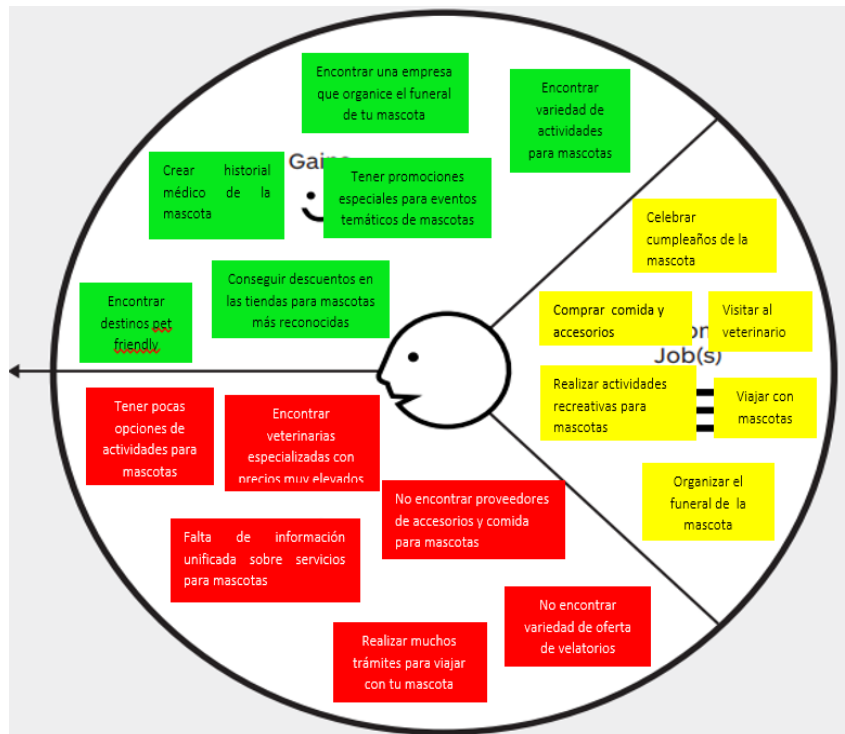 Encontrar una empresa
que organice el funeral
de tu mascota
Encontrar
variedad de
actividades
para mascotas
Crear historial
médico de la
mascota
Tener promociones
especiales para eventos
temáticos de mascotas
Conseguir descuentos en
las tiendas para mascotas
más reconocidas
Encontrar
destinos pet
friendly
Celebrar
cumpleaños de la
mascota
Comprar comida y
accesorios
Visitar al
veterinario
Job(s)
Realizar actividades
recreativas para
mascotas
Viajar con
mascotas
Organizar el
funeral de la
mascota
Tener pocas
opciones de
actividades para
mascotas
Encontrar
veterinarias
especializadas con
precios muy elevados
No encontrar proveedores
de accesorios y comida
para mascotas
Falta de información
unificada sobre servicios
para mascotas
No encontrar
variedad de oferta
de velatorios
Realizar muchos
trámites para viajar
con tu mascota